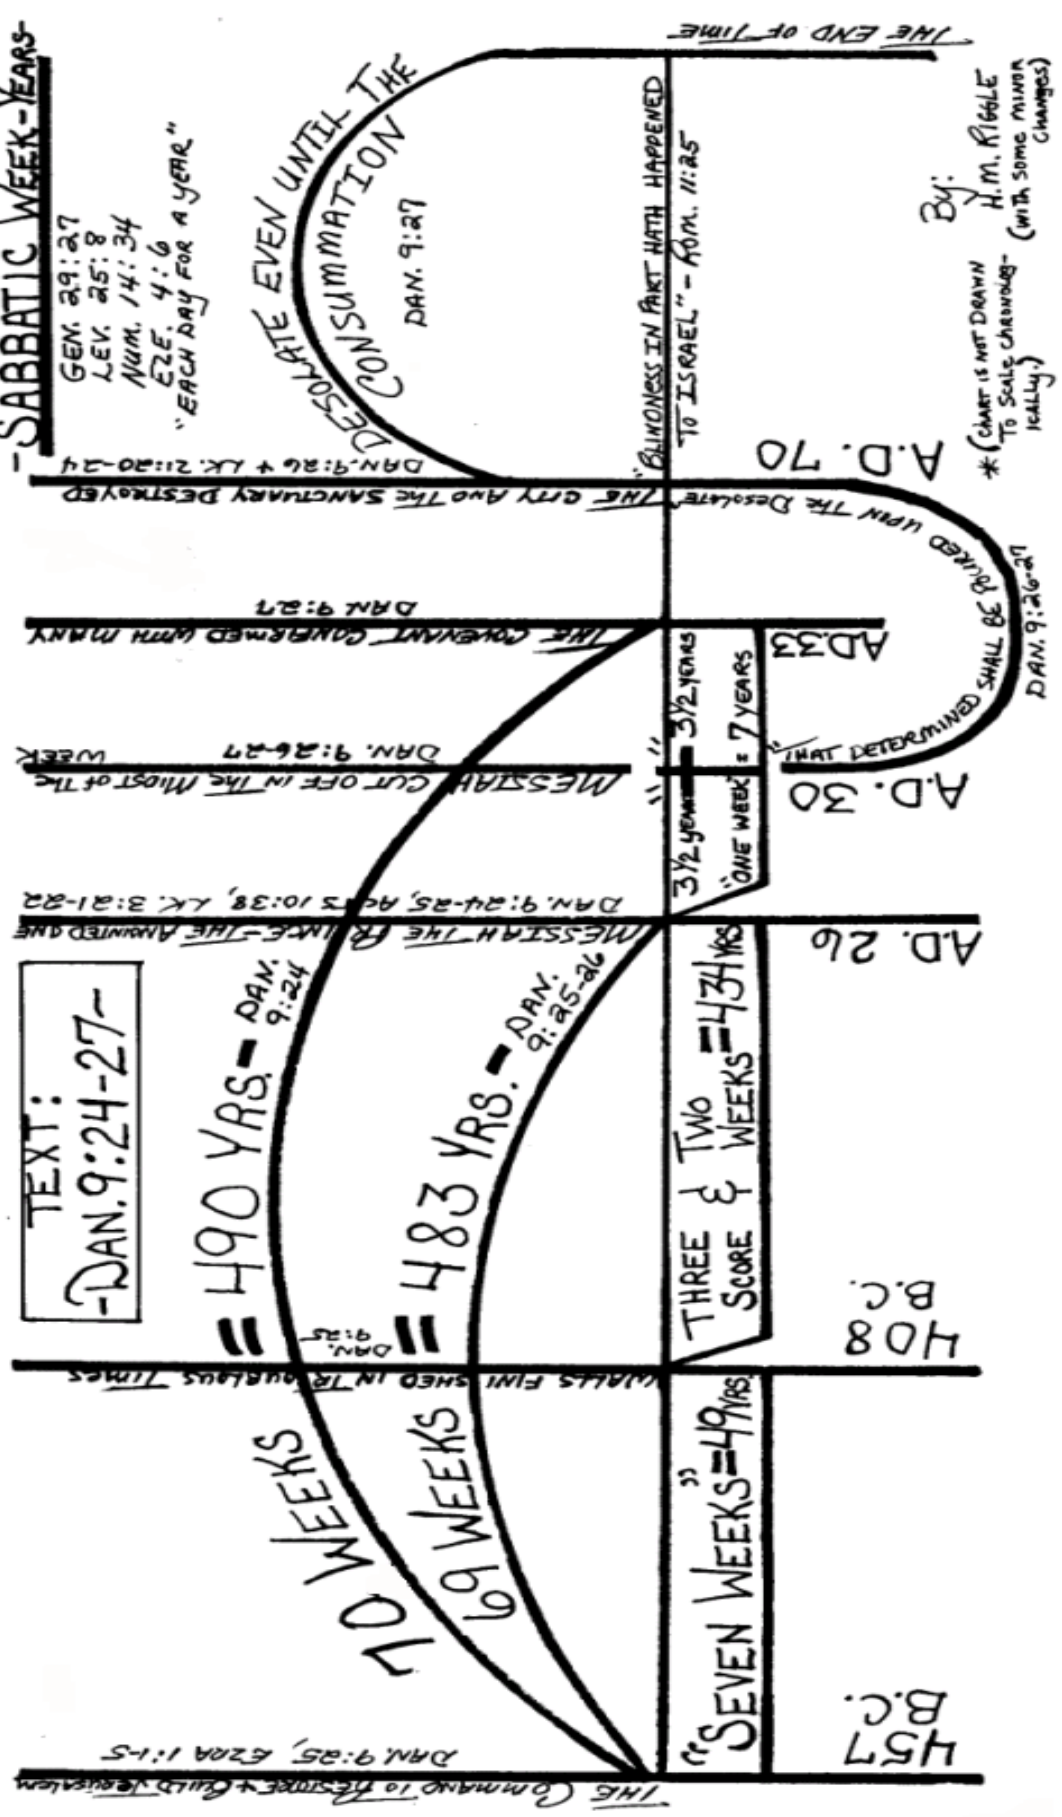 -SABBATIC WEEK-YEARS-
GEN. 29:27
LEV. 25:8
NUM. 14:34
EZE. 4:6
"EACH DAY FOR A YEAR"
TEXT:
-DAN. 9:24-27-
THE COMMAND TO RESTORE & BUILD JERUSALEM
DAN. 9:25, EZRA 1:1-5
457
B.C.
70 WEEKS = 490 YRS. - DAN.
9:24
69 WEEKS = 483 YRS. - DAN.
9:25-26
"SEVEN WEEKS" = 49 YRS.
WALLS FINISHED IN TROUBLOUS TIMES
DAN.
9:25
408
B.C.
THREE SCORE & TWO WEEKS = 434 YRS
MESSIAH THE PRINCE - THE ANOINTED ONE
DAN. 9:24-25, ACTS 10:38, LK. 3:21-22
A.D. 26
3 1/2 YEARS
3 1/2 YEARS
"ONE WEEK" = 7 YEARS
MESSIAH CUT OFF IN THE MIDST OF THE
WEEK
DAN. 9:26-27
A.D. 30
THE COVENANT CONFIRMED WITH MANY
DAN. 9:27
A.D. 33
"THAT DETERMINED SHALL BE POURED UPON THE DESOLATE"
DAN. 9:26-27
THE CITY AND THE SANCTUARY DESTROYED
DAN. 9:26 + LK. 21:20-24
A.D. 70
DESOLATE EVEN UNTIL THE
CONSUMMATION
DAN. 9:27
"BLINDNESS IN PART HATH HAPPENED
TO ISRAEL" - ROM. 11:25
THE END OF TIME
*(CHART IS NOT DRAWN
TO SCALE CHRONOLOG-
ICALLY.)
By:
H.M. RIGGLE
(WITH SOME MINOR
CHANGES)